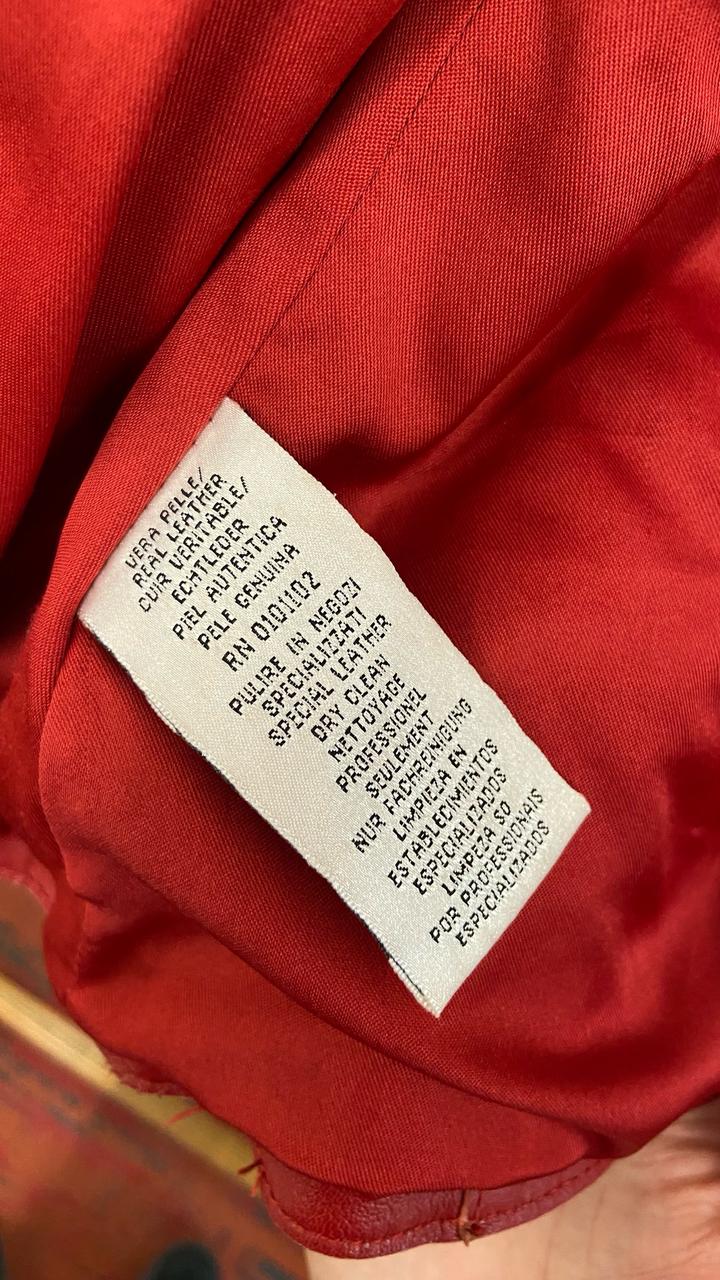 VERA PELLE/
REAL LEATHER
CUIR VERITABLE/
ECHTLEDER
PIEL AUTENTICA
PELE GENUINA
RN 0101102
PULIRE IN NEGOZI
SPECIALIZZATI
SPECIAL LEATHER
DRY CLEAN
NETTOYAGE
PROFESSIONEL
SEULEMENT
NUR FACHREINIGUNG
LIMPIEZA EN
ESTABLECIMIENTOS
ESPECIALIZADOS
LIMPEZA SO
POR PROFESSIONAIS
ESPECIALIZADOS